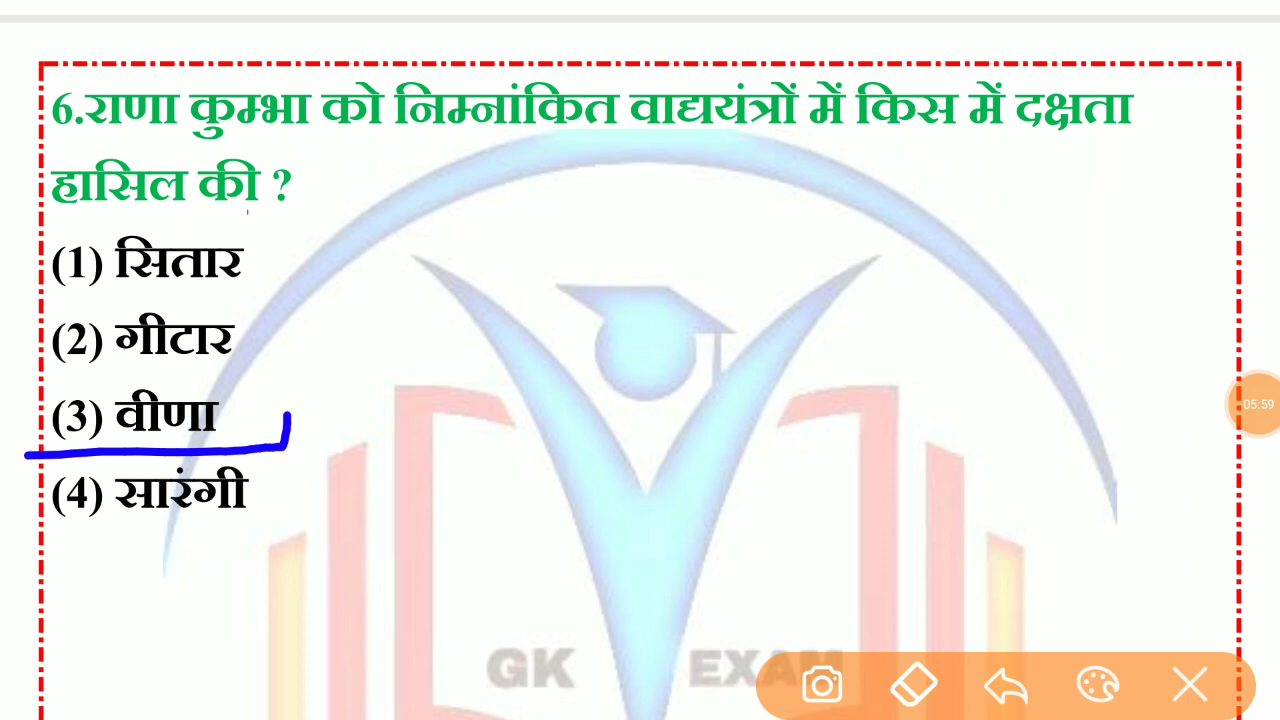 6.राणा कुम्भा को निम्नांकित वाद्ययंत्रों में किस में दक्षता
हासिल की ?
(1) सितार
(2) गीटार
(3) वीणा
(4) सारंगी
05:59
GK EXAM